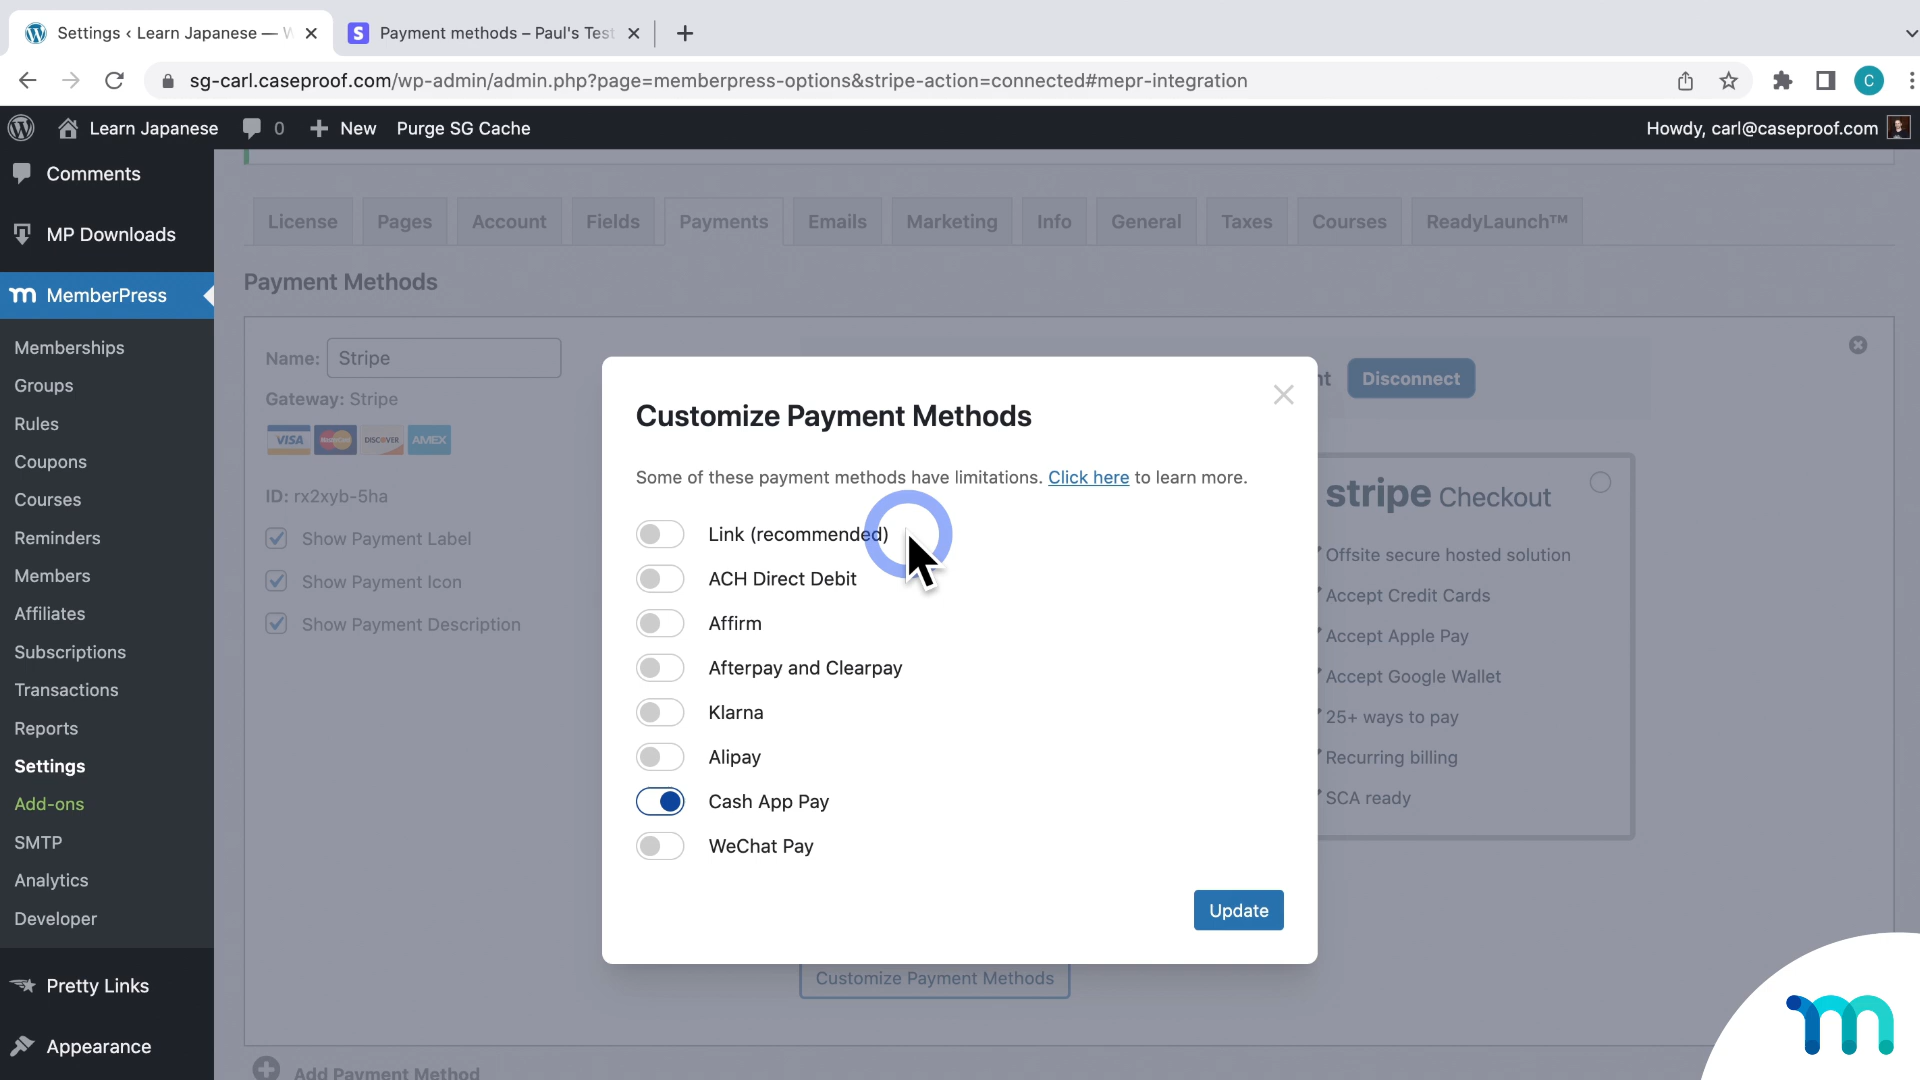 Settings ‹ Learn Japanese —
Payment methods – Paul's Test
sg-carl.caseproof.com/wp-admin/admin.php?page=memberpress-options&stripe-action=connected#mepr-integration
C
Learn Japanese
0
New
Purge SG Cache
Howdy, carl@caseproof.com
Comments
MP Downloads
MemberPress
Memberships
Groups
Rules
Coupons
Courses
Reminders
Members
Affiliates
Subscriptions
Transactions
Reports
Settings
Add-ons
SMTP
Analytics
Developer
Pretty Links
Appearance
License
Pages
Account
Fields
Payments
Emails
Marketing
Info
General
Taxes
Courses
ReadyLaunch™
Payment Methods
Name: Stripe
Gateway: Stripe
VISA MasterCard DISCOVER AMEX
ID: rx2xyb-5ha
Show Payment Label
Show Payment Icon
Show Payment Description
Disconnect
stripe Checkout
Offsite secure hosted solution
Accept Credit Cards
Accept Apple Pay
Accept Google Wallet
25+ ways to pay
Recurring billing
SCA ready
Customize Payment Methods
Some of these payment methods have limitations. Click here to learn more.
Link (recommended)
ACH Direct Debit
Affirm
Afterpay and Clearpay
Klarna
Alipay
Cash App Pay
WeChat Pay
Update
Customize Payment Methods
Add Payment Method